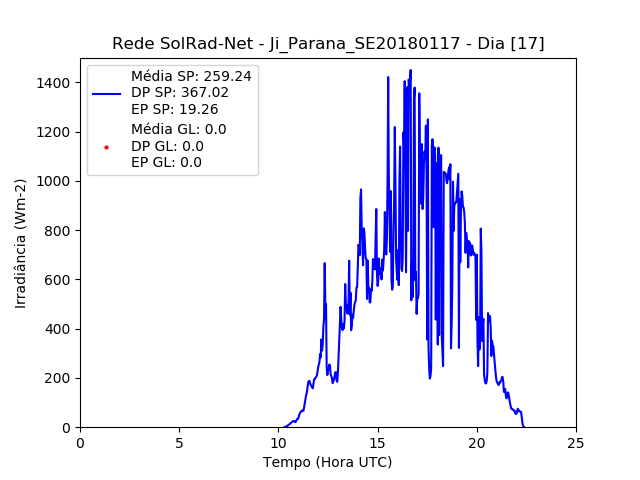 Rede SolRad-Net - Ji_Parana_SE20180117 - Dia [17]
Média SP: 259.24
DP SP: 367.02
EP SP: 19.26
Média GL: 0.0
DP GL: 0.0
EP GL: 0.0
Irradiância (Wm-2)
1400
1200
1000
800
600
400
200
0
0 5 10 15 20 25
Tempo (Hora UTC)